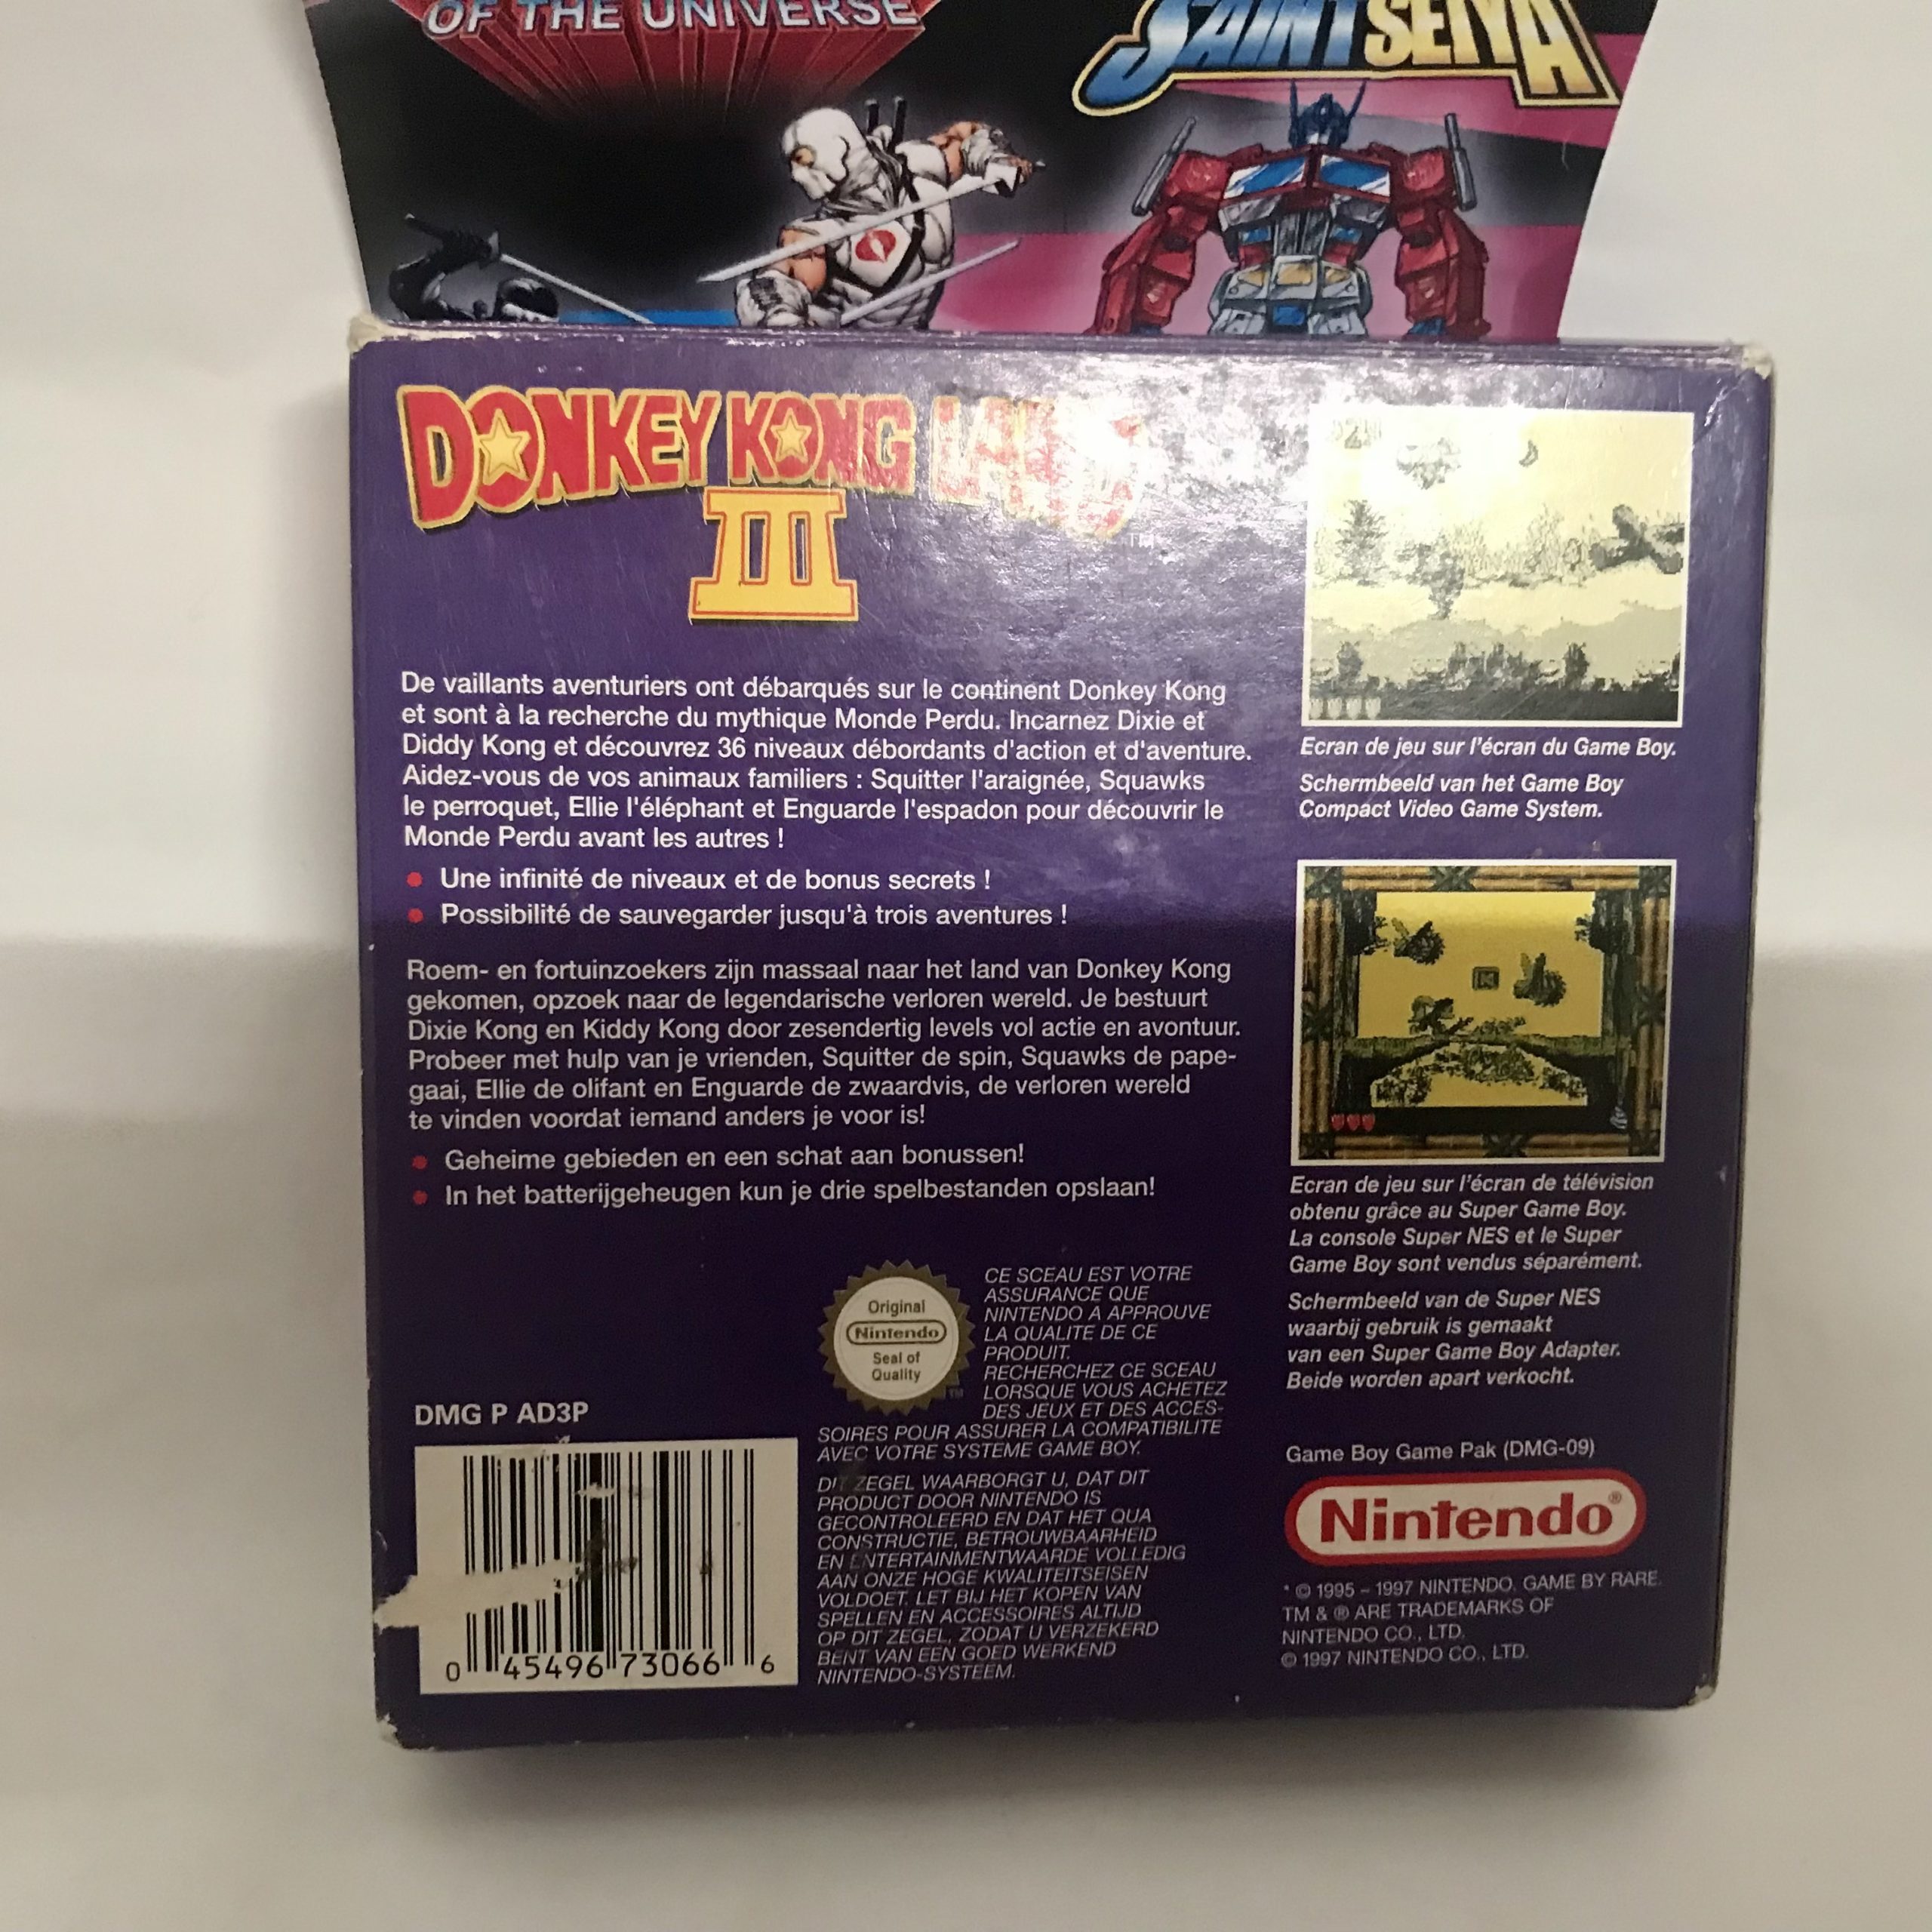 OF THE UNIVERSE
SAINT SEIYA
DONKEY KONG LAND
III
TM
De vaillants aventuriers ont débarqués sur le continent Donkey Kong
et sont à la recherche du mythique Monde Perdu. Incarnez Dixie et
Diddy Kong et découvrez 36 niveaux débordants d'action et d'aventure.
Aidez-vous de vos animaux familiers : Squitter l'araignée, Squawks
le perroquet, Ellie l'éléphant et Enguarde l'espadon pour découvrir le
Monde Perdu avant les autres !
• Une infinité de niveaux et de bonus secrets !
• Possibilité de sauvegarder jusqu'à trois aventures !
Roem- en fortuinzoekers zijn massaal naar het land van Donkey Kong
gekomen, opzoek naar de legendarische verloren wereld. Je bestuurt
Dixie Kong en Kiddy Kong door zesendertig levels vol actie en avontuur.
Probeer met hulp van je vrienden, Squitter de spin, Squawks de pape-
gaai, Ellie de olifant en Enguarde de zwaardvis, de verloren wereld
te vinden voordat iemand anders je voor is!
• Geheime gebieden en een schat aan bonussen!
• In het batterijgeheugen kun je drie spelbestanden opslaan!
Ecran de jeu sur l'écran du Game Boy.
Schermbeeld van het Game Boy
Compact Video Game System.
Ecran de jeu sur l'écran de télévision
obtenu grâce au Super Game Boy.
La console Super NES et le Super
Game Boy sont vendus séparément.
Schermbeeld van de Super NES
waarbij gebruik is gemaakt
van een Super Game Boy Adapter.
Beide worden apart verkocht.
Original
Nintendo
Seal of
Quality
TM
CE SCEAU EST VOTRE
ASSURANCE QUE
NINTENDO A APPROUVE
LA QUALITE DE CE
PRODUIT.
RECHERCHEZ CE SCEAU
LORSQUE VOUS ACHETEZ
DES JEUX ET DES ACCES-
SOIRES POUR ASSURER LA COMPATIBILITE
AVEC VOTRE SYSTEME GAME BOY.
DIT ZEGEL WAARBORGT U, DAT DIT
PRODUCT DOOR NINTENDO IS
GECONTROLEERD EN DAT HET QUA
CONSTRUCTIE, BETROUWBAARHEID
EN ENTERTAINMENTWAARDE VOLLEDIG
AAN ONZE HOGE KWALITEITSEISEN
VOLDOET. LET BIJ HET KOPEN VAN
SPELLEN EN ACCESSOIRES ALTIJD
OP DIT ZEGEL, ZODAT U VERZEKERD
BENT VAN EEN GOED WERKEND
NINTENDO-SYSTEEM.
DMG P AD3P
0 45496 73066 6
Game Boy Game Pak (DMG-09)
Nintendo®
* © 1995 – 1997 NINTENDO. GAME BY RARE.
TM & ® ARE TRADEMARKS OF
NINTENDO CO., LTD.
© 1997 NINTENDO CO., LTD.